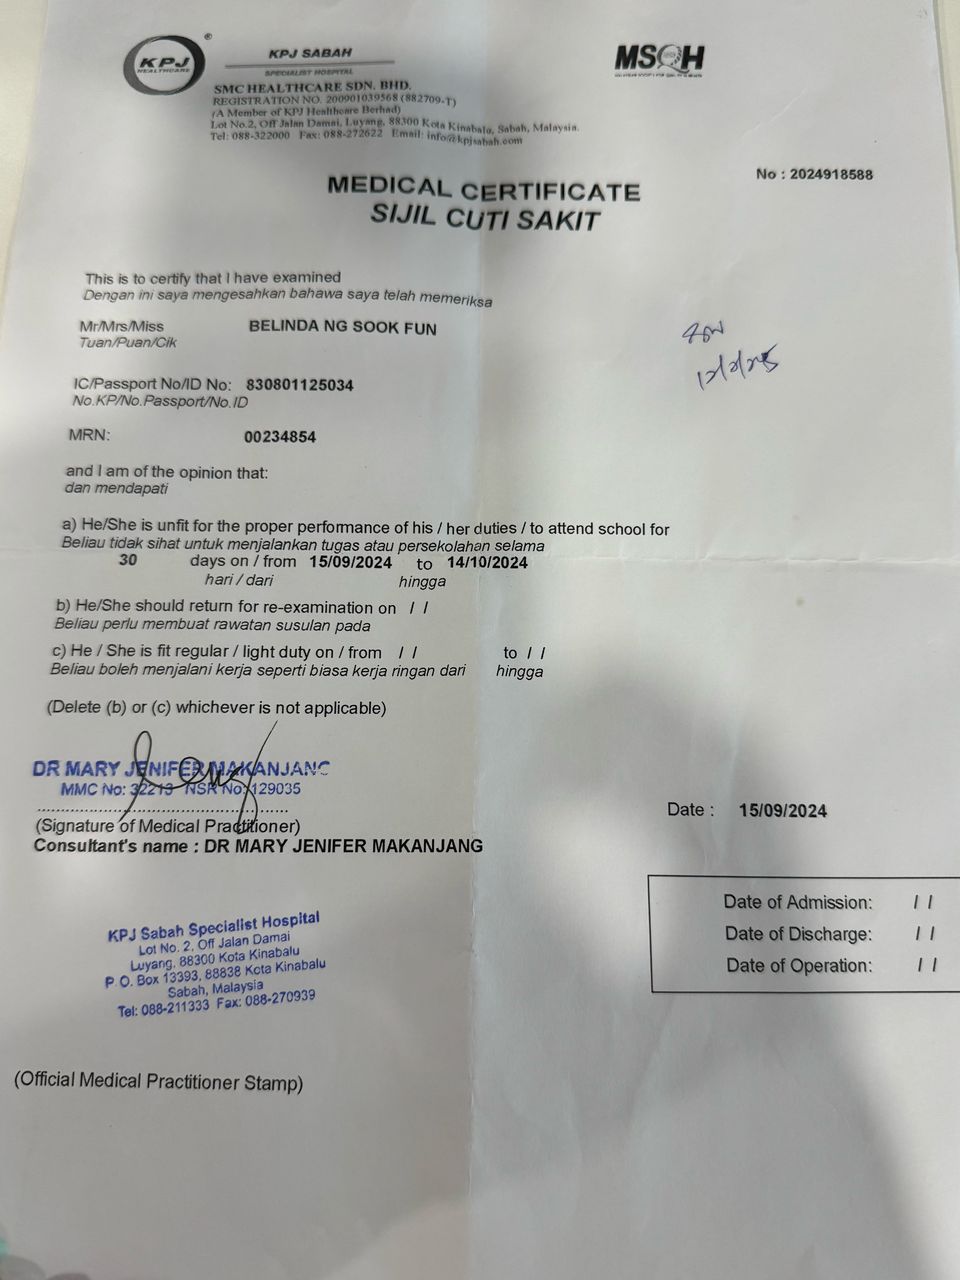 KPJ
HEALTHCARE
®
KPJ SABAH
SPECIALIST HOSPITAL
SMC HEALTHCARE SDN. BHD.
REGISTRATION NO. 200901039568 (882709-T)
(A Member of KPJ Healthcare Berhad)
Lot No.2, Off Jalan Damai, Luyang, 88300 Kota Kinabalu, Sabah, Malaysia.
Tel: 088-322000 Fax: 088-272622 Email: info@kpjsabah.com
MSQH
No : 2024918588
MEDICAL CERTIFICATE
SIJIL CUTI SAKIT
This is to certify that I have examined
Dengan ini saya mengesahkan bahawa saya telah memeriksa
Mr/Mrs/Miss BELINDA NG SOOK FUN
Tuan/Puan/Cik
IC/Passport No/ID No: 830801125034
No.KP/No.Passport/No.ID
MRN: 00234854
and I am of the opinion that:
dan mendapati
a) He/She is unfit for the proper performance of his / her duties / to attend school for
Beliau tidak sihat untuk menjalankan tugas atau persekolahan selama
30 days on / from 15/09/2024 to 14/10/2024
hari / dari hingga
b) He/She should return for re-examination on / /
Beliau perlu membuat rawatan susulan pada
c) He / She is fit regular / light duty on / from / / to / /
Beliau boleh menjalani kerja seperti biasa kerja ringan dari hingga
(Delete (b) or (c) whichever is not applicable)
DR MARY JENIFER MAKANJANG
MMC No: 32213 NSR No: 129035
(Signature of Medical Practitioner)
Consultant's name : DR MARY JENIFER MAKANJANG
Date : 15/09/2024
Date of Admission: / /
Date of Discharge: / /
Date of Operation: / /
KPJ Sabah Specialist Hospital
Lot No. 2, Off Jalan Damai
Luyang, 88300 Kota Kinabalu
P.O. Box 13393, 88838 Kota Kinabalu
Sabah, Malaysia
Tel: 088-211333 Fax: 088-270939
(Official Medical Practitioner Stamp)